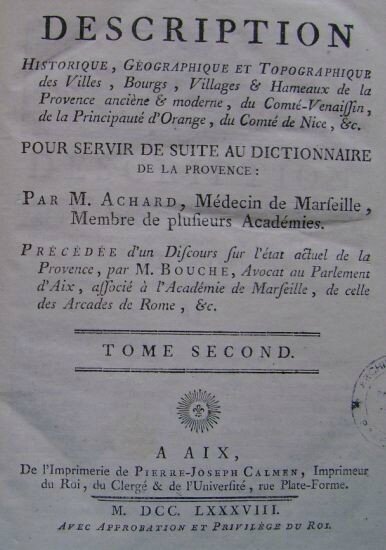 DESCRIPTION
HISTORIQUE, GÉOGRAPHIQUE ET TOPOGRAPHIQUE
des Villes, Bourgs, Villages & Hameaux de la
Provence anciène & moderne, du Comté-Venaiſſin,
de la Principauté d'Orange, du Comté de Nice, &c.
POUR SERVIR DE SUITE AU DICTIONNAIRE
DE LA PROVENCE:
PAR M. ACHARD, Médecin de Marſeille,
Membre de pluſieurs Académies.
PRÉCÉDÉE d'un Diſcours ſur l'état actuel de la
Provence, par M. BOUCHE, Avocat au Parlement
d'Aix, aſſocié à l'Académie de Marſeille, de celle
des Arcades de Rome, &c.
TOME SECOND.
A AIX,
De l'Imprimerie de PIERRE-JOSEPH CALMEN, Imprimeur
du Roi, du Clergé & de l'Univerſité, rue Plate-Forme.
M. DCC. LXXXVIII.
AVEC APPROBATION ET PRIVILÈGE DU ROI.